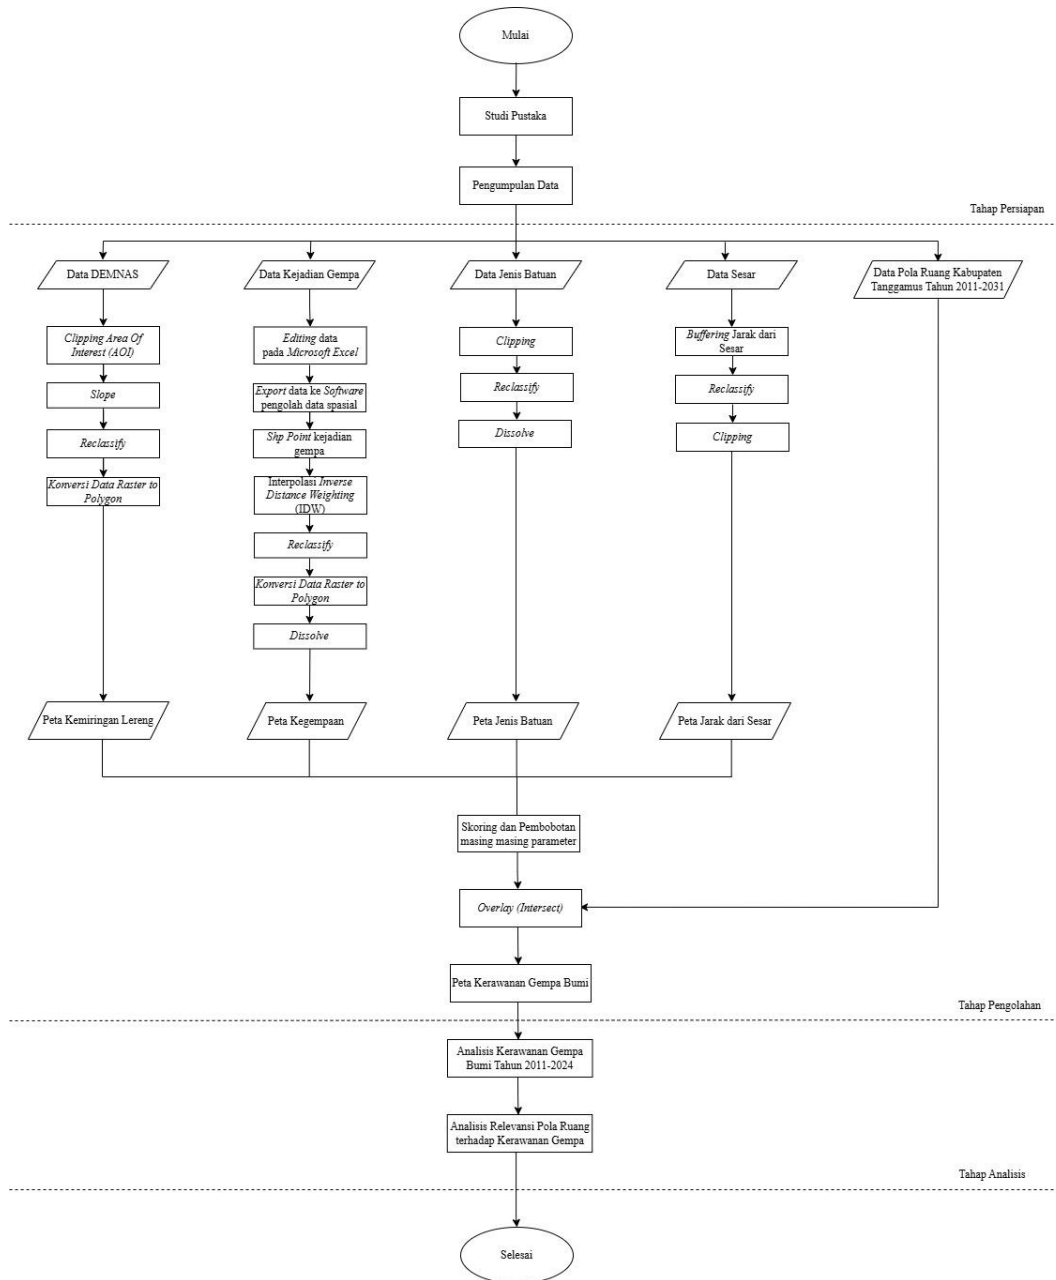 Mulai
Studi Pustaka
Pengumpulan Data
Tahap Persiapan
Data DEMNAS
Clipping Area Of
Interest (AOI)
Slope
Reclassify
Konversi Data Raster to
Polygon
Peta Kemiringan Lereng
Data Kejadian Gempa
Editing data
pada Microsoft Excel
Export data ke Software
pengolah data spasial
Shp Point kejadian
gempa
Interpolasi Inverse
Distance Weighting
(IDW)
Reclassify
Konversi Data Raster to
Polygon
Dissolve
Peta Kegempaan
Data Jenis Batuan
Clipping
Reclassify
Dissolve
Peta Jenis Batuan
Data Sesar
Buffering Jarak dari
Sesar
Reclassify
Clipping
Peta Jarak dari Sesar
Data Pola Ruang Kabupaten
Tanggamus Tahun 2011-2031
Skoring dan Pembobotan
masing masing parameter
Overlay (Intersect)
Peta Kerawanan Gempa Bumi
Tahap Pengolahan
Analisis Kerawanan Gempa
Bumi Tahun 2011-2024
Analisis Relevansi Pola Ruang
terhadap Kerawanan Gempa
Tahap Analisis
Selesai